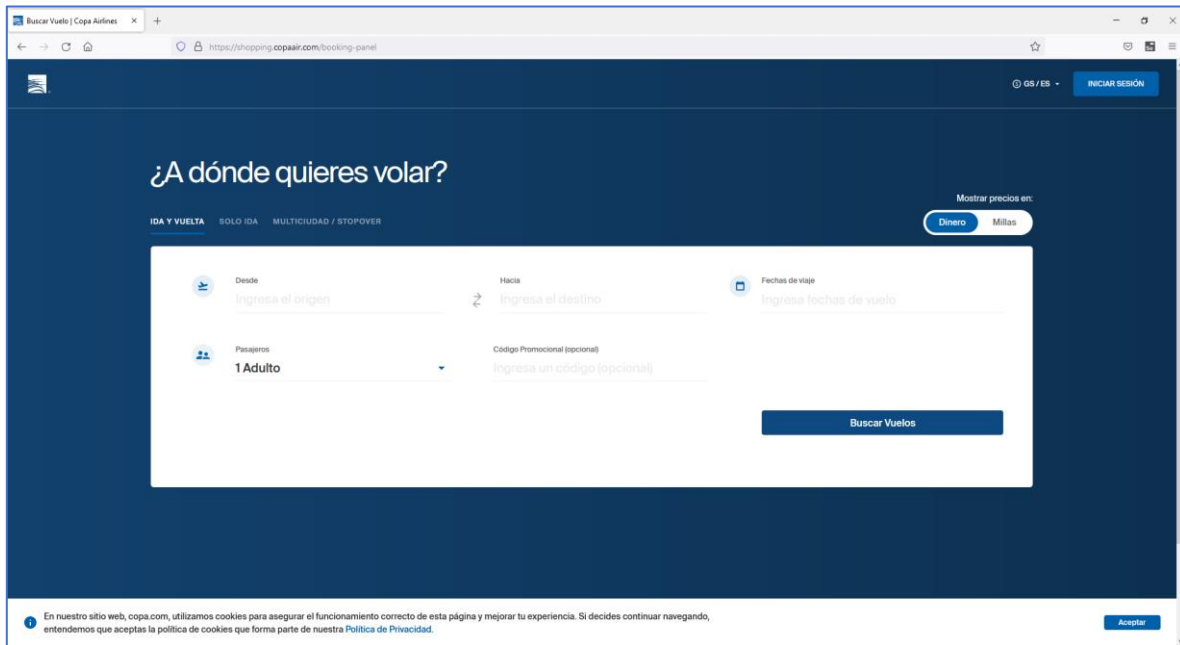 Buscar Vuelo | Copa Airlines
https://shopping.copaair.com/booking-panel
GS / ES
INICIAR SESIÓN
¿A dónde quieres volar?
Mostrar precios en:
IDA Y VUELTA SOLO IDA MULTICIUDAD / STOPOVER
Dinero Millas
Desde
Ingresa el origen
Hacia
Ingresa el destino
Fechas de viaje
Ingresa fechas de vuelo
Pasajeros
1 Adulto
Código Promocional (opcional)
Ingresa un código (opcional)
Buscar Vuelos
En nuestro sitio web, copa.com, utilizamos cookies para asegurar el funcionamiento correcto de esta página y mejorar tu experiencia. Si decides continuar navegando,
entendemos que aceptas la política de cookies que forma parte de nuestra Política de Privacidad.
Aceptar